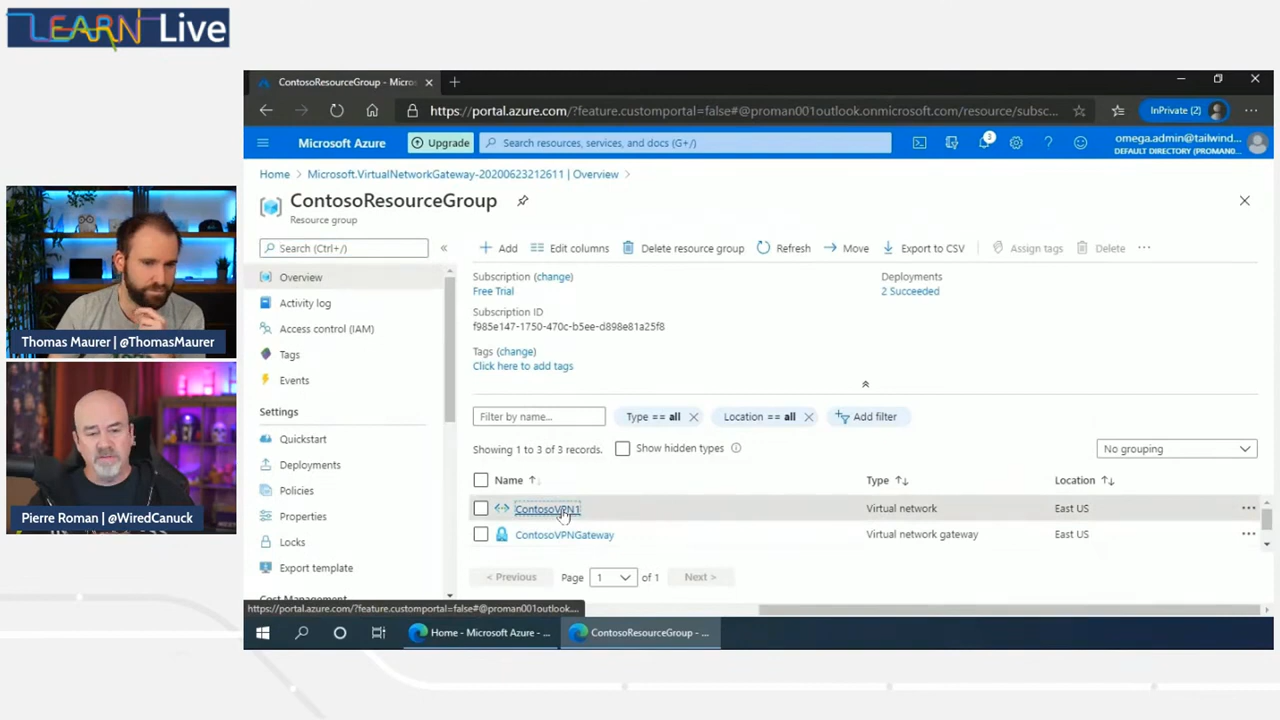 LEARN Live
ContosoResourceGroup - Micros
https://portal.azure.com/?feature.customportal=false#@proman001outlook.onmicrosoft.com/resource/subsc...
InPrivate (2)
Microsoft Azure
Upgrade
Search resources, services, and docs (G+/)
3
omega.admin@tailwind...
DEFAULT DIRECTORY (PROMAN0...
Home > Microsoft.VirtualNetworkGateway-20200623212611 | Overview >
ContosoResourceGroup
Resource group
Search (Ctrl+/)
«
Add
Edit columns
Delete resource group
Refresh
Move
Export to CSV
Assign tags
Delete
...
Overview
Activity log
Access control (IAM)
Tags
Events
Settings
Quickstart
Deployments
Policies
Properties
Locks
Export template
Cost Management
Subscription (change)
Free Trial
Deployments
2 Succeeded
Subscription ID
f985e147-1750-470c-b5ee-d898e81a25f8
Tags (change)
Click here to add tags
Filter by name...
Type == all
Location == all
Add filter
Showing 1 to 3 of 3 records.
Show hidden types
No grouping
Name
Type
Location
ContosoVPN1
Virtual network
East US
ContosoVPNGateway
Virtual network gateway
East US
< Previous
Page 1 of 1
Next >
https://portal.azure.com/?feature.customportal=false#@proman001outlook...
Home - Microsoft Azure - ...
ContosoResourceGroup - ...
Thomas Maurer | @ThomasMaurer
Pierre Roman | @WiredCanuck